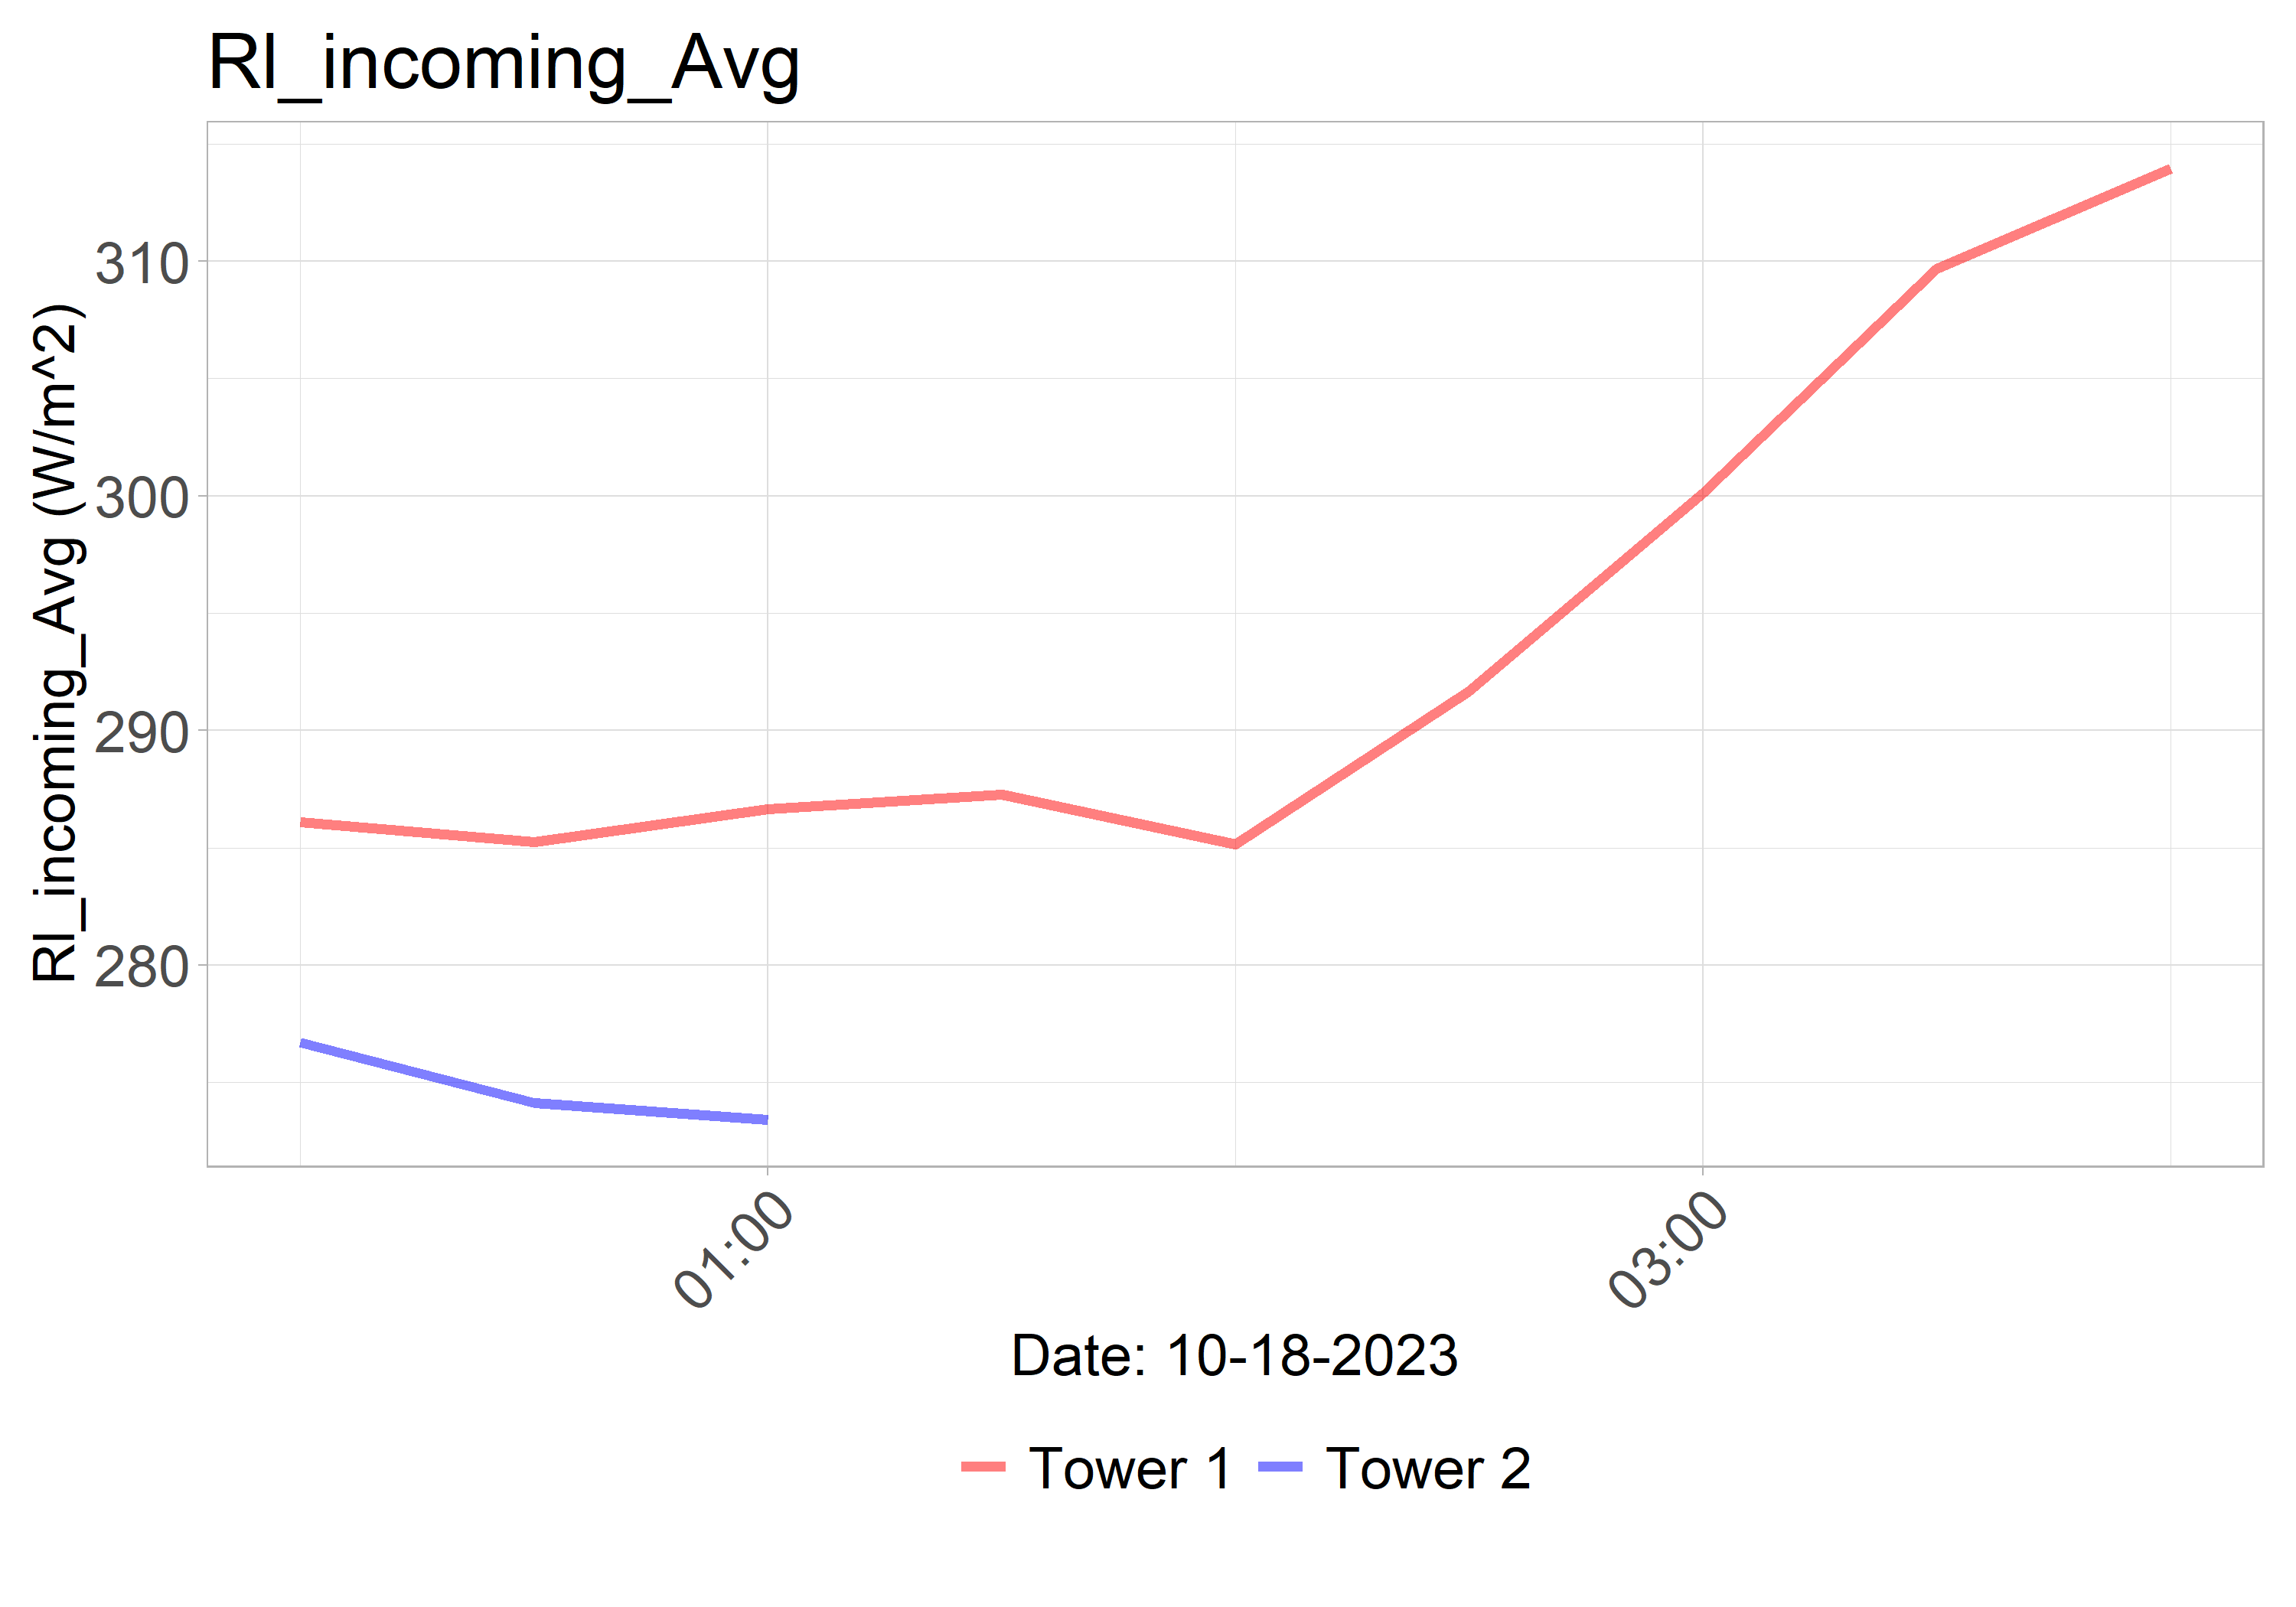 Rl_incoming_Avg
Rl_incoming_Avg (W/m^2)
310
300
290
280
01:00
03:00
Date: 10-18-2023
Tower 1
Tower 2